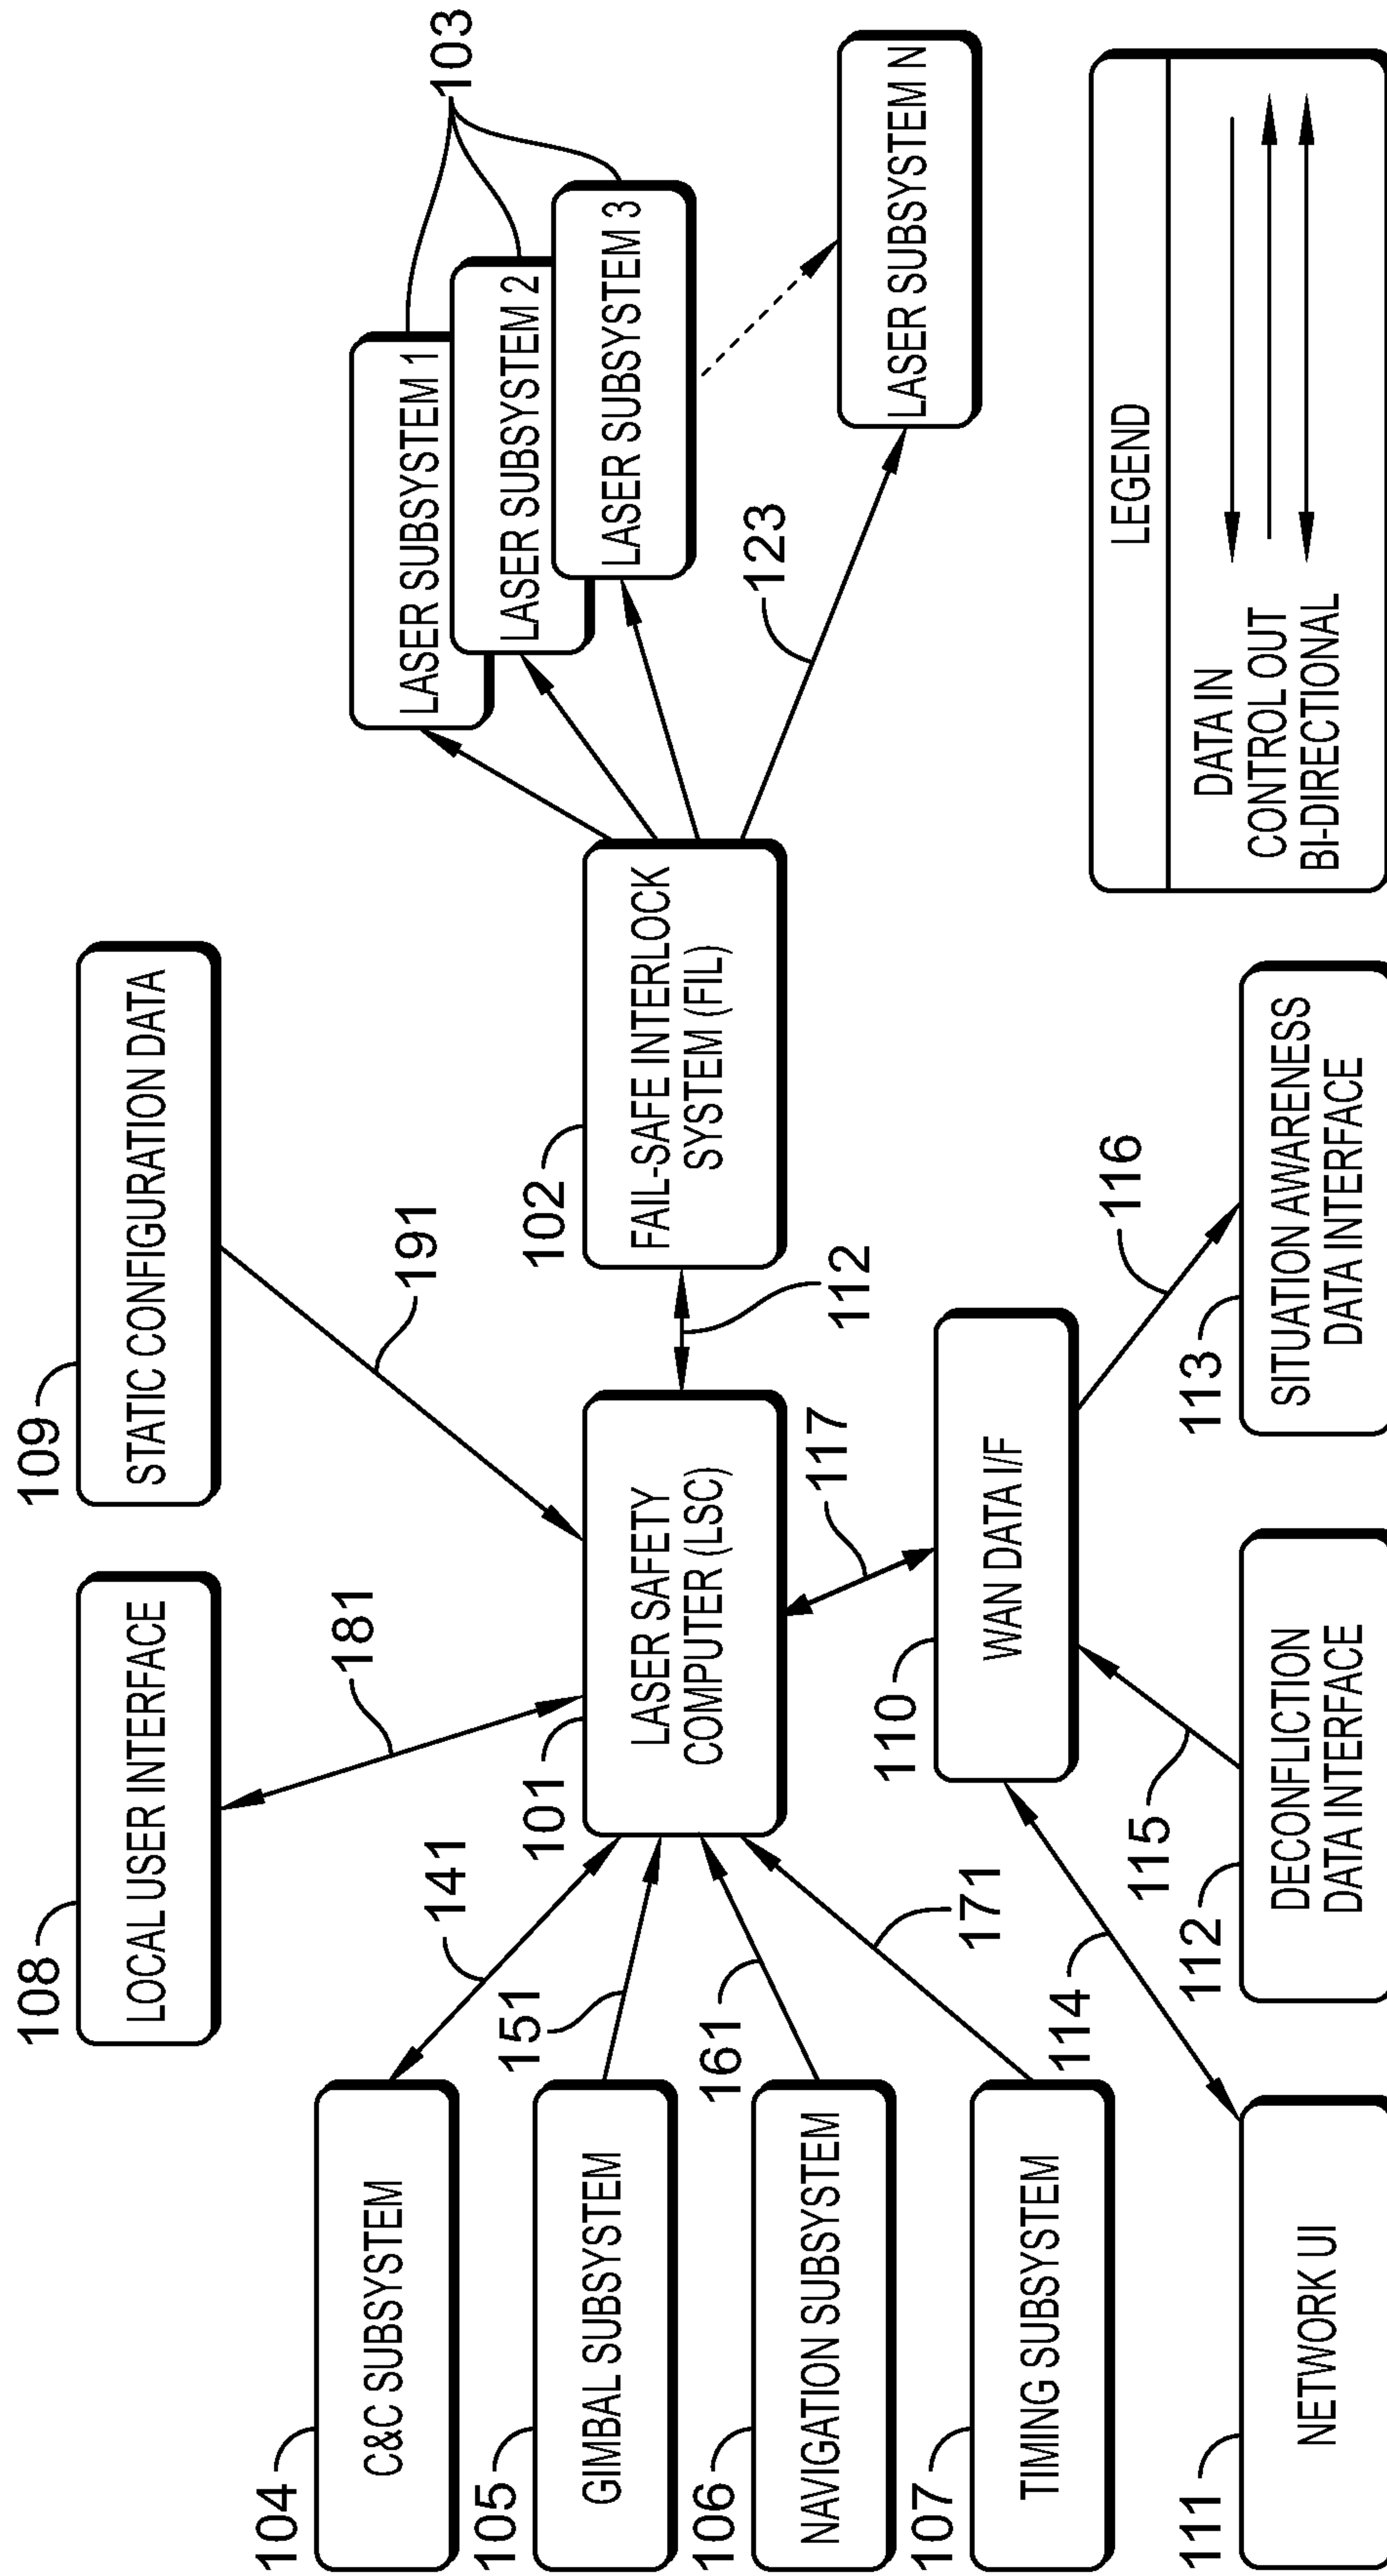 109
STATIC CONFIGURATION DATA
108
LOCAL USER INTERFACE
191
181
103
LASER SUBSYSTEM 1
LASER SUBSYSTEM 2
LASER SUBSYSTEM 3
LASER SUBSYSTEM N
123
102
FAIL-SAFE INTERLOCK
SYSTEM (FIL)
112
101
LASER SAFETY
COMPUTER (LSC)
117
104
C&C SUBSYSTEM
141
105
GIMBAL SUBSYSTEM
151
106
NAVIGATION SUBSYSTEM
161
107
TIMING SUBSYSTEM
171
110
WAN DATA I/F
111
NETWORK UI
114
112
DECONFLICTION
DATA INTERFACE
115
113
SITUATION AWARENESS
DATA INTERFACE
116
LEGEND
DATA IN
CONTROL OUT
BI-DIRECTIONAL